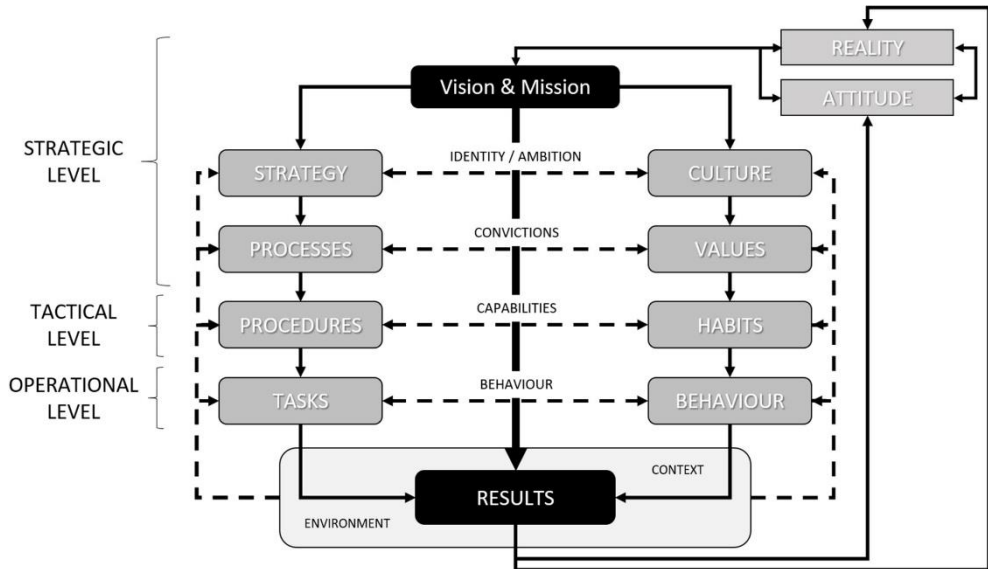 REALITY
Vision & Mission
ATTITUDE
STRATEGIC
LEVEL
IDENTITY / AMBITION
STRATEGY
CULTURE
CONVICTIONS
PROCESSES
VALUES
TACTICAL
LEVEL
CAPABILITIES
PROCEDURES
HABITS
OPERATIONAL
LEVEL
BEHAVIOUR
TASKS
BEHAVIOUR
CONTEXT
RESULTS
ENVIRONMENT